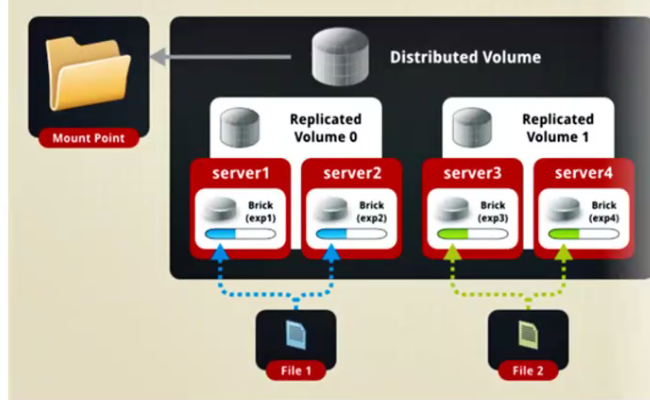 Mount Point
Distributed Volume
Replicated
Volume 0
Replicated
Volume 1
server1
server2
server3
server4
Brick
(exp1)
Brick
(exp2)
Brick
(exp3)
Brick
(exp4)
File 1
File 2